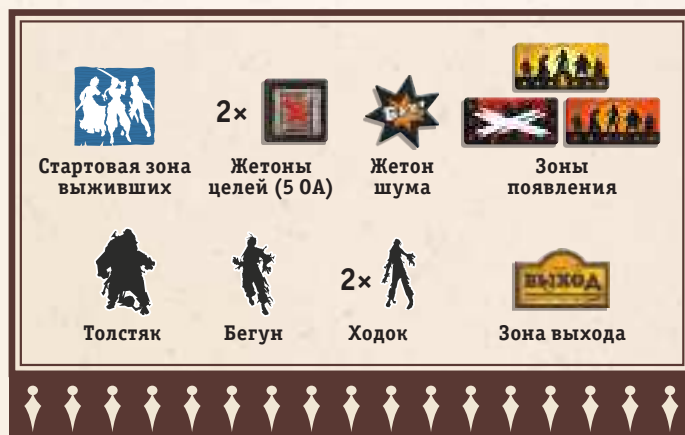 2×
Стартовая зона
выживших
Жетоны
целей (5 ОА)
Жетон
шума
Зоны
появления
2×
Толстяк
Бегун
Ходок
ВЫХОД
Зона выхода